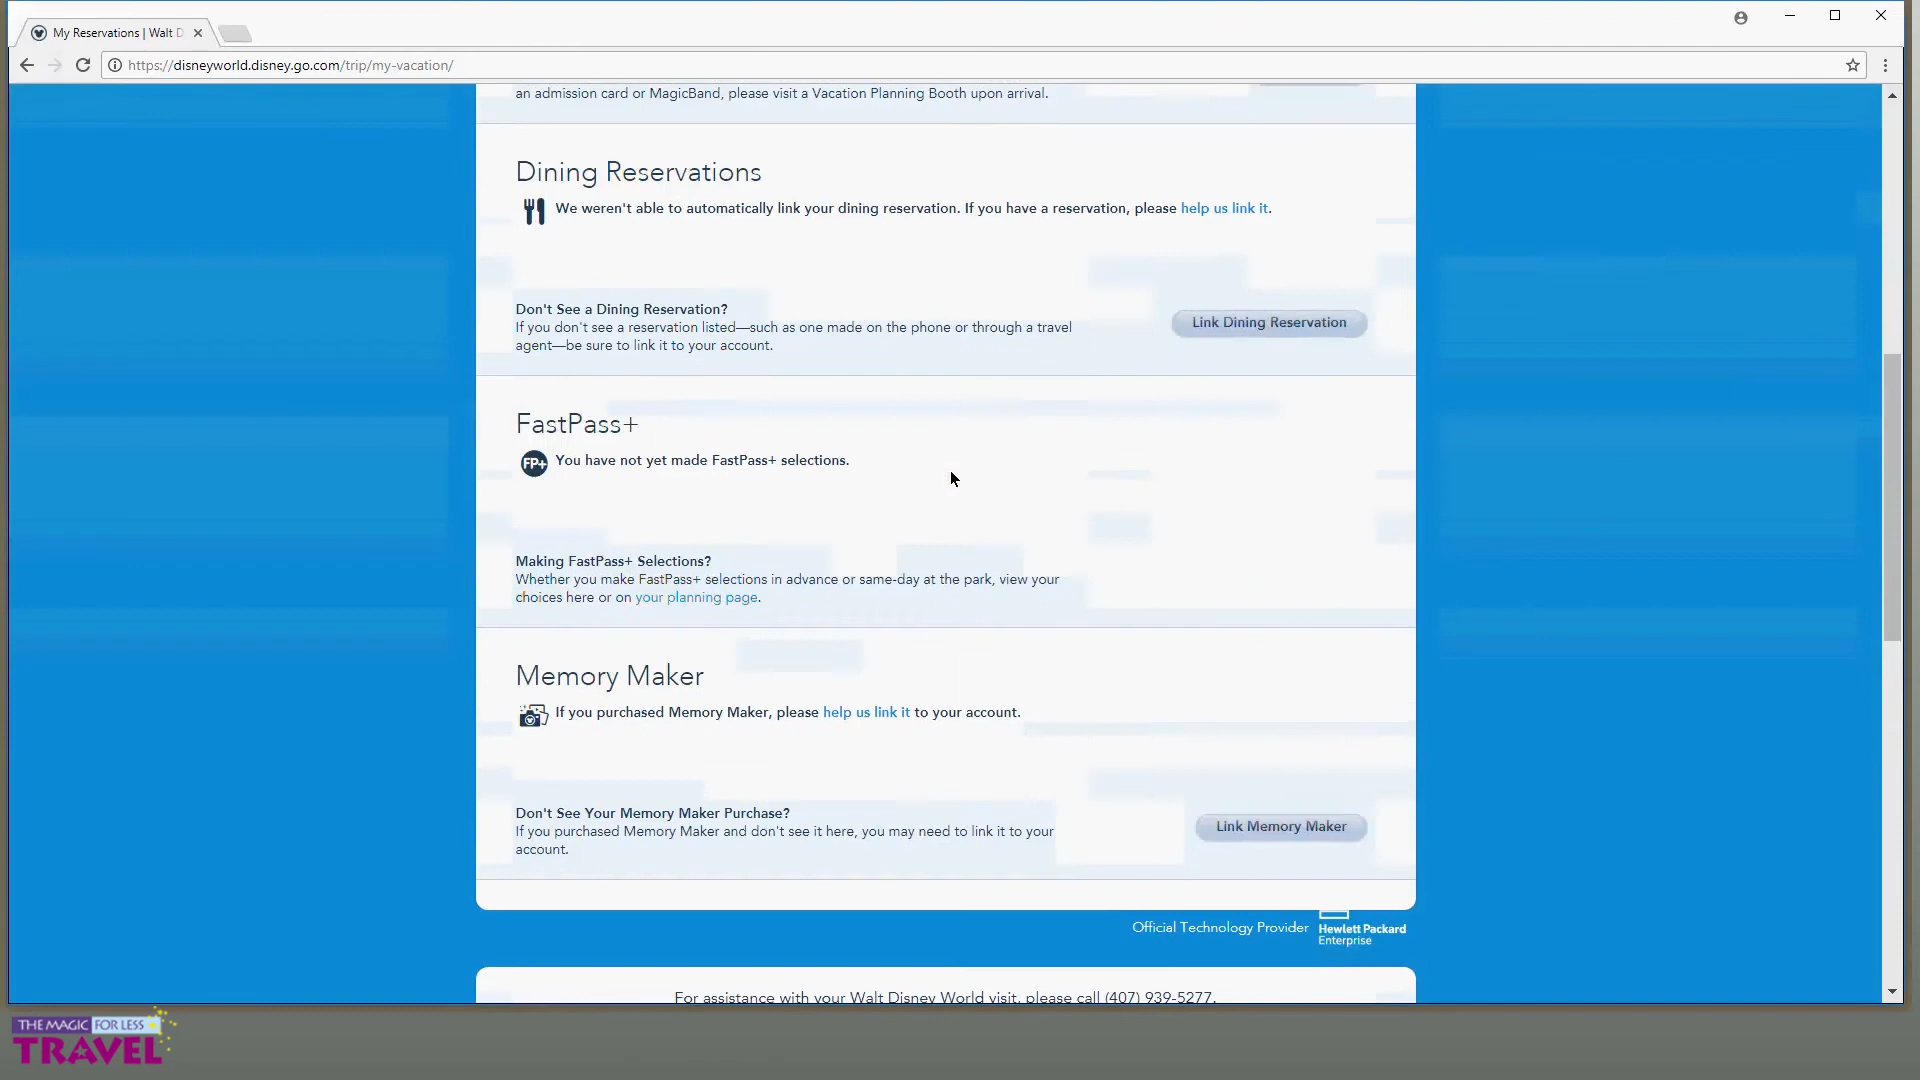 My Reservations | Walt D
https://disneyworld.disney.go.com/trip/my-vacation/
an admission card or MagicBand, please visit a Vacation Planning Booth upon arrival.
Dining Reservations
We weren't able to automatically link your dining reservation. If you have a reservation, please help us link it.
Don't See a Dining Reservation?
If you don't see a reservation listed—such as one made on the phone or through a travel
agent—be sure to link it to your account.
Link Dining Reservation
FastPass+
FP+
You have not yet made FastPass+ selections.
Making FastPass+ Selections?
Whether you make FastPass+ selections in advance or same-day at the park, view your
choices here or on your planning page.
Memory Maker
If you purchased Memory Maker, please help us link it to your account.
Don't See Your Memory Maker Purchase?
If you purchased Memory Maker and don't see it here, you may need to link it to your
account.
Link Memory Maker
Official Technology Provider
Hewlett Packard
Enterprise
For assistance with your Walt Disney World visit, please call (407) 939-5277.
THE MAGIC FOR LESS
TRAVEL